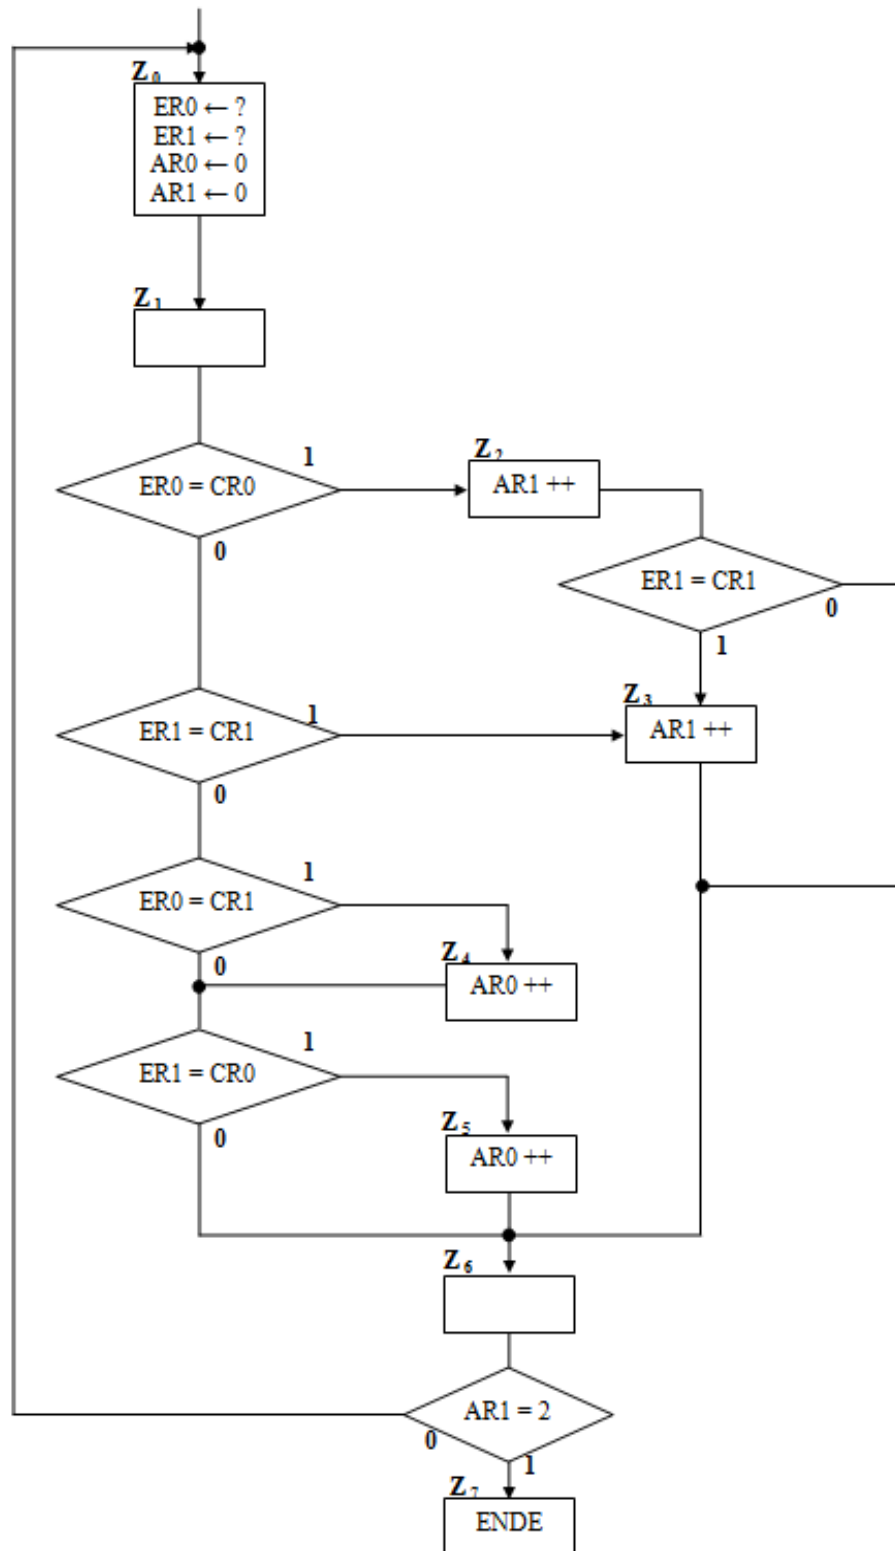 Z₀
ER0 ← ?
ER1 ← ?
AR0 ← 0
AR1 ← 0
Z₁
ER0 = CR0
1
0
Z₂
AR1 ++
ER1 = CR1
0
1
Z₃
AR1 ++
ER1 = CR1
1
0
ER0 = CR1
1
0
Z₄
AR0 ++
ER1 = CR0
1
0
Z₅
AR0 ++
Z₆
AR1 = 2
0
1
Z₇
ENDE